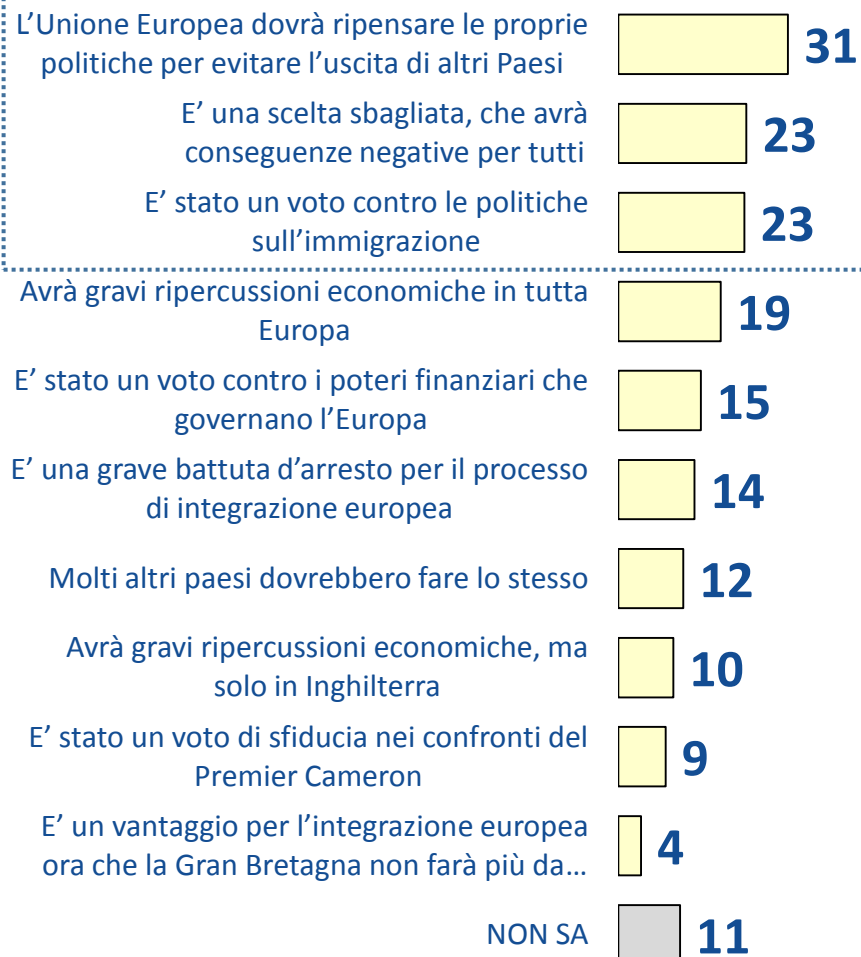 L’Unione Europea dovrà ripensare le proprie
politiche per evitare l’uscita di altri Paesi
31
E’ una scelta sbagliata, che avrà
conseguenze negative per tutti
23
E’ stato un voto contro le politiche
sull’immigrazione
23
Avrà gravi ripercussioni economiche in tutta
Europa
19
E’ stato un voto contro i poteri finanziari che
governano l’Europa
15
E’ una grave battuta d’arresto per il processo
di integrazione europea
14
Molti altri paesi dovrebbero fare lo stesso
12
Avrà gravi ripercussioni economiche, ma
solo in Inghilterra
10
E’ stato un voto di sfiducia nei confronti del
Premier Cameron
9
E’ un vantaggio per l’integrazione europea
ora che la Gran Bretagna non farà più da…
4
NON SA
11